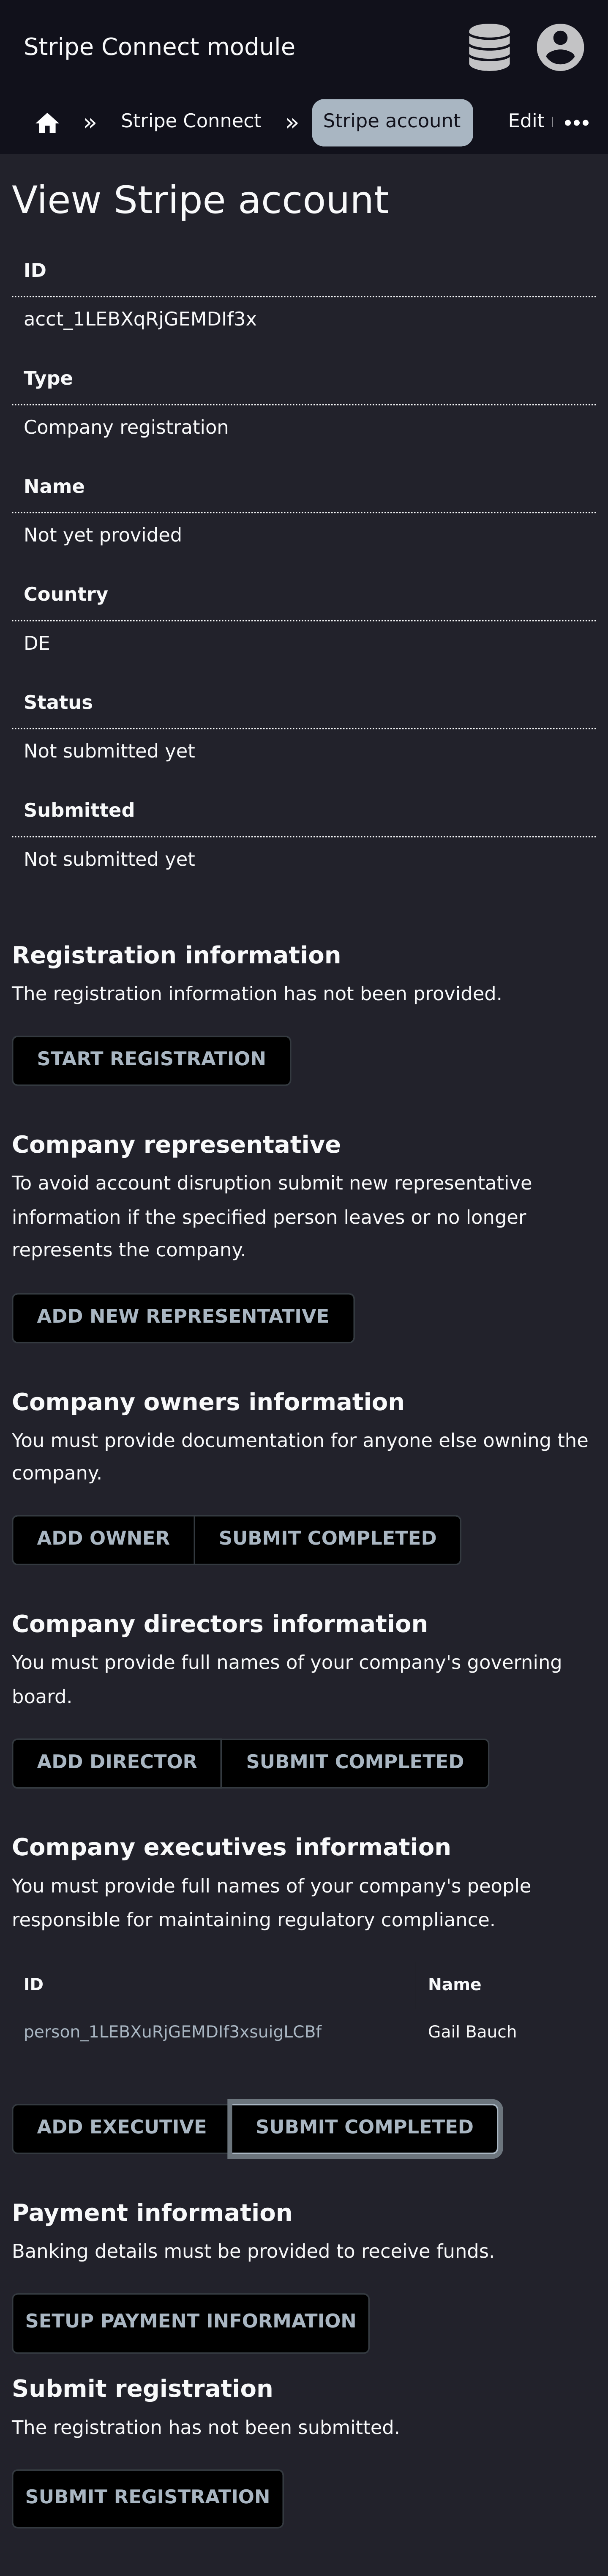 Stripe Connect module
» Stripe Connect » Stripe account Edit
View Stripe account
ID
acct_1LEBXqRjGEMDIf3x
Type
Company registration
Name
Not yet provided
Country
DE
Status
Not submitted yet
Submitted
Not submitted yet
Registration information
The registration information has not been provided.
START REGISTRATION
Company representative
To avoid account disruption submit new representative
information if the specified person leaves or no longer
represents the company.
ADD NEW REPRESENTATIVE
Company owners information
You must provide documentation for anyone else owning the
company.
ADD OWNER SUBMIT COMPLETED
Company directors information
You must provide full names of your company's governing
board.
ADD DIRECTOR SUBMIT COMPLETED
Company executives information
You must provide full names of your company's people
responsible for maintaining regulatory compliance.
ID Name
person_1LEBXuRjGEMDIf3xsuigLCBf Gail Bauch
ADD EXECUTIVE SUBMIT COMPLETED
Payment information
Banking details must be provided to receive funds.
SETUP PAYMENT INFORMATION
Submit registration
The registration has not been submitted.
SUBMIT REGISTRATION